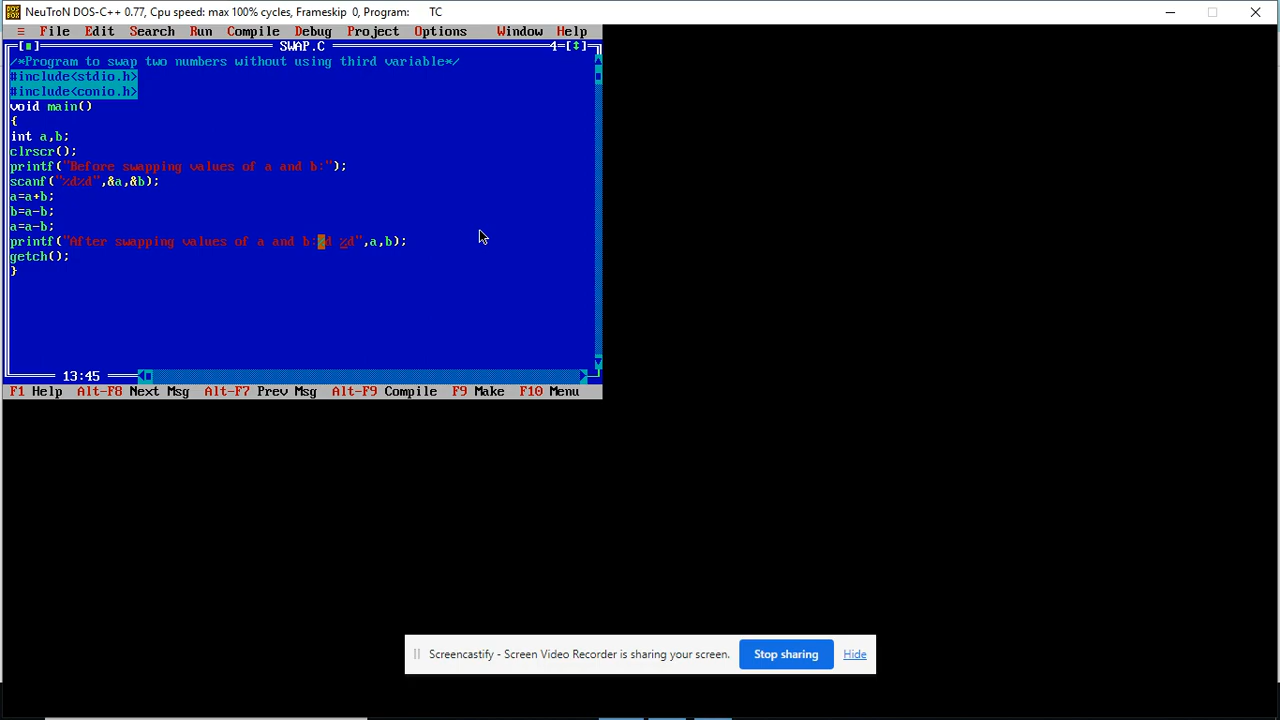 NeuTroN DOS-C++ 0.77, Cpu speed: max 100% cycles, Frameskip 0, Program: TC
≡ File Edit Search Run Compile Debug Project Options Window Help
[■] SWAP.C 4=[↕]
/*Program to swap two numbers without using third variable*/
#include<stdio.h>
#include<conio.h>
void main()
{
int a,b;
clrscr();
printf("Before swapping values of a and b:");
scanf("%d%d",&a,&b);
a=a+b;
b=a-b;
a=a-b;
printf("After swapping values of a and b:%d %d",a,b);
getch();
}
13:45
F1 Help Alt-F8 Next Msg Alt-F7 Prev Msg Alt-F9 Compile F9 Make F10 Menu
Screencastify - Screen Video Recorder is sharing your screen. Stop sharing Hide